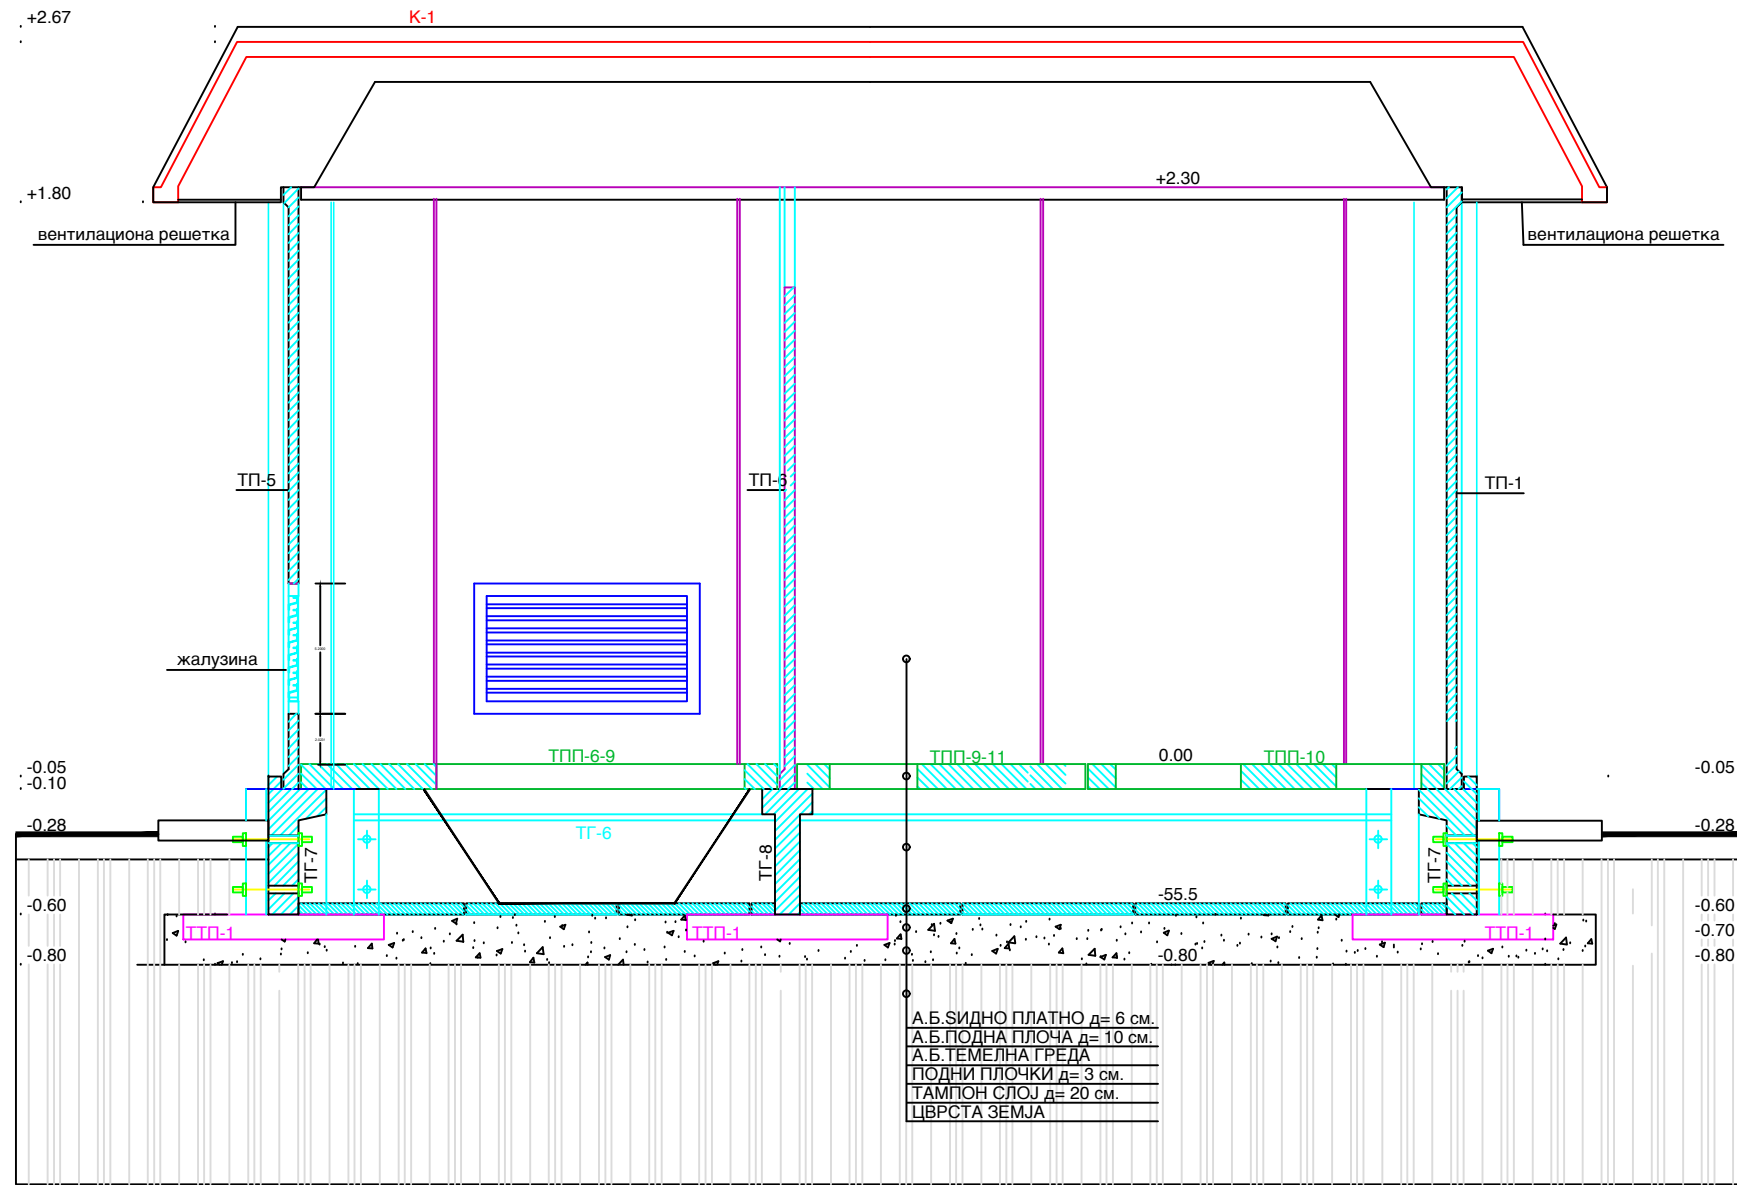 +2.67
К-1
+1.80
+2.30
вентилациона решетка
вентилациона решетка
ТП-5
ТП-6
ТП-1
жалузина
ТПП-6-9
ТПП-9-11
0.00
ТПП-10
-0.05
-0.10
-0.05
-0.28
ТГ-6
-0.28
ТГ-7
ТГ-8
ТГ-7
-55.5
-0.60
-0.60
ТТП-1
ТТП-1
ТТП-1
-0.70
-0.80
-0.80
-0.80
А.Б.ЅИДНО ПЛАТНО д= 6 см.
А.Б.ПОДНА ПЛОЧА д= 10 см.
А.Б.ТЕМЕЛНА ГРЕДА
ПОДНИ ПЛОЧКИ д= 3 см.
ТАМПОН СЛОЈ д= 20 см.
ЦВРСТА ЗЕМЈА